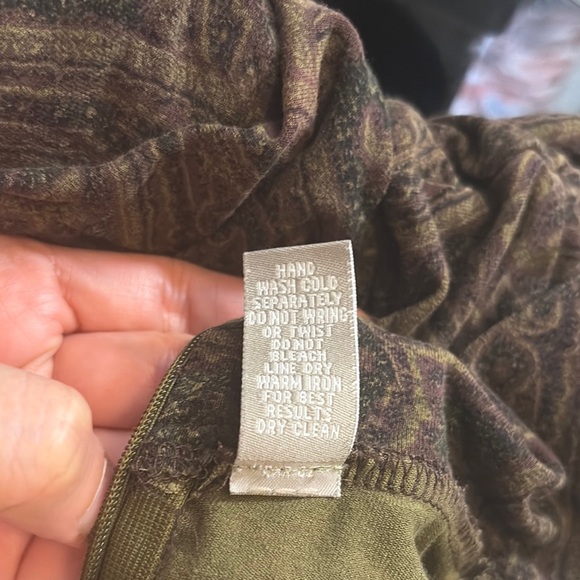 HAND
WASH COLD
SEPARATELY
DO NOT WRING
OR TWIST
DO NOT
BLEACH
LINE DRY
WARM IRON
FOR BEST
RESULTS
DRY CLEAN